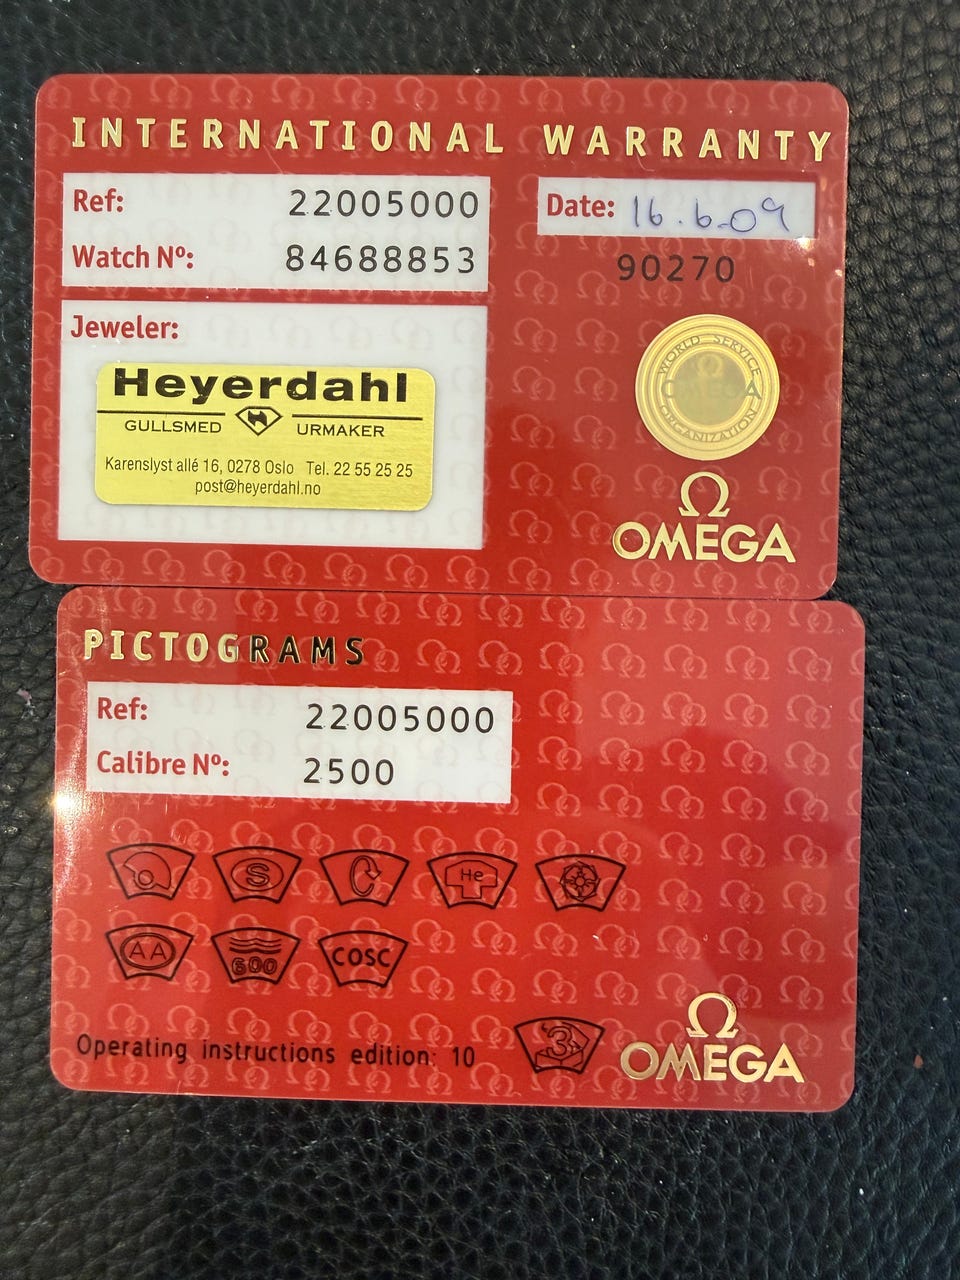 INTERNATIONAL WARRANTY
Ref: 22005000
Watch Nº: 84688853
Date: 16.6.09
90270
Jeweler:
Heyerdahl
GULLSMED URMAKER
Karenslyst allé 16, 0278 Oslo Tel. 22 55 25 25
post@heyerdahl.no
WORLD SERVICE
OMEGA
ORGANIZATION
Ω
OMEGA
PICTOGRAMS
Ref: 22005000
Calibre Nº: 2500
S He
AA 600 COSC
Operating instructions edition: 10
3
Ω
OMEGA